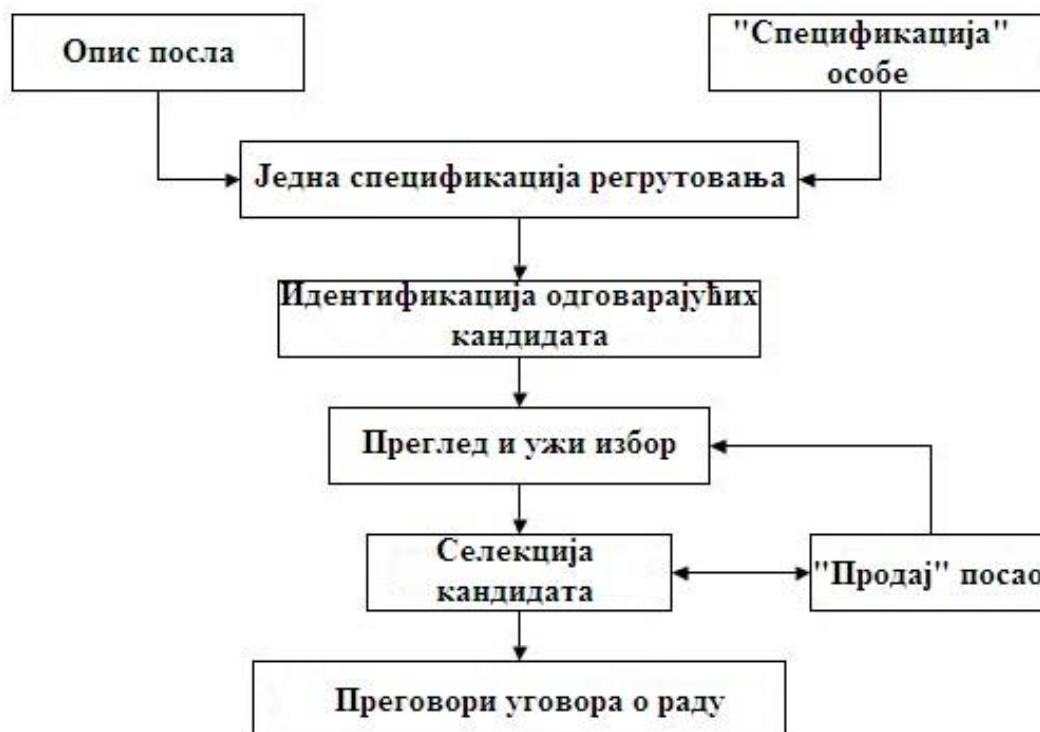 Опис посла
"Спецификација"
особе
Једна спецификација регрутовања
Идентификација одговарајућих
кандидата
Преглед и ужи избор
Селекција
кандидата
"Продај" посао
Преговори уговора о раду